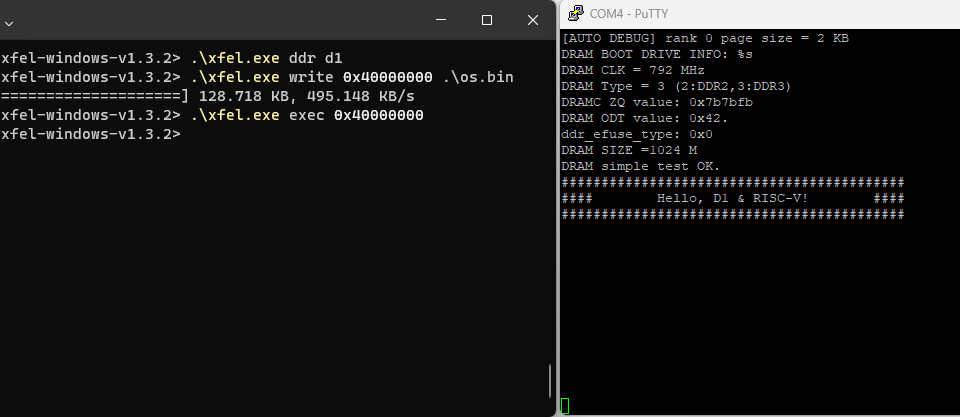 xfel-windows-v1.3.2> .\xfel.exe ddr d1
xfel-windows-v1.3.2> .\xfel.exe write 0x40000000 .\os.bin
====================] 128.718 KB, 495.148 KB/s
xfel-windows-v1.3.2> .\xfel.exe exec 0x40000000
xfel-windows-v1.3.2>
COM4 - PuTTY
[AUTO DEBUG] rank 0 page size = 2 KB
DRAM BOOT DRIVE INFO: %s
DRAM CLK = 792 MHz
DRAM Type = 3 (2:DDR2,3:DDR3)
DRAMC ZQ value: 0x7b7bfb
DRAM ODT value: 0x42.
ddr_efuse_type: 0x0
DRAM SIZE =1024 M
DRAM simple test OK.
###########################################
####        Hello, D1 & RISC-V!        ####
###########################################